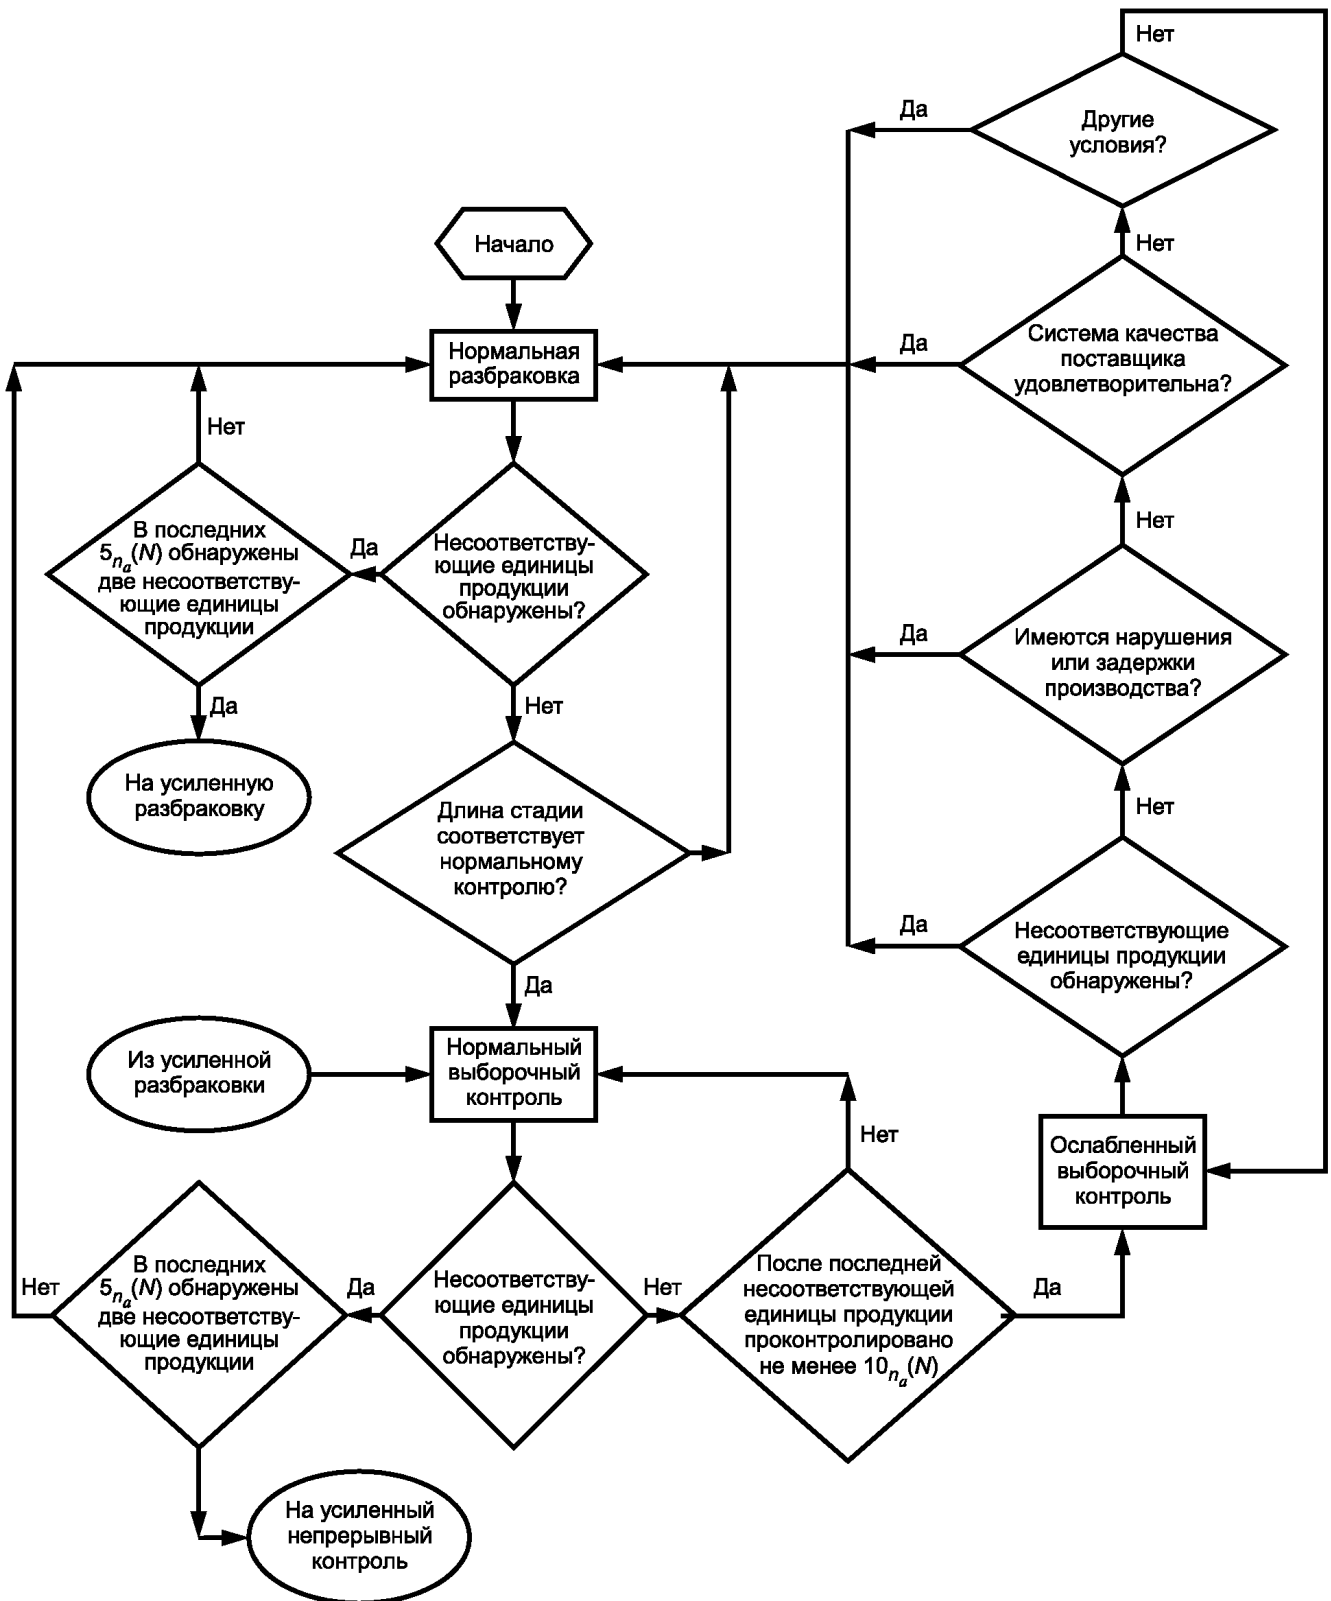 Нет
Да
Другие
условия?
Начало
Нет
Нормальная
разбраковка
Да
Система качества
поставщика
удовлетворительна?
Нет
Нет
В последних
5nₐ(N) обнаружены
две несоответству-
ющие единицы
продукции
Да
Несоответству-
ющие единицы
продукции
обнаружены?
Да
Имеются нарушения
или задержки
производства?
Да
Нет
На усиленную
разбраковку
Длина стадии
соответствует
нормальному
контролю?
Нет
Да
Несоответствующие
единицы продукции
обнаружены?
Да
Из усиленной
разбраковки
Нормальный
выборочный
контроль
Нет
Ослабленный
выборочный
контроль
Нет
В последних
5nₐ(N) обнаружены
две несоответству-
ющие единицы
продукции
Да
Несоответству-
ющие единицы
продукции
обнаружены?
Нет
После последней
несоответствующей
единицы продукции
проконтролировано
не менее 10nₐ(N)
Да
На усиленный
непрерывный
контроль